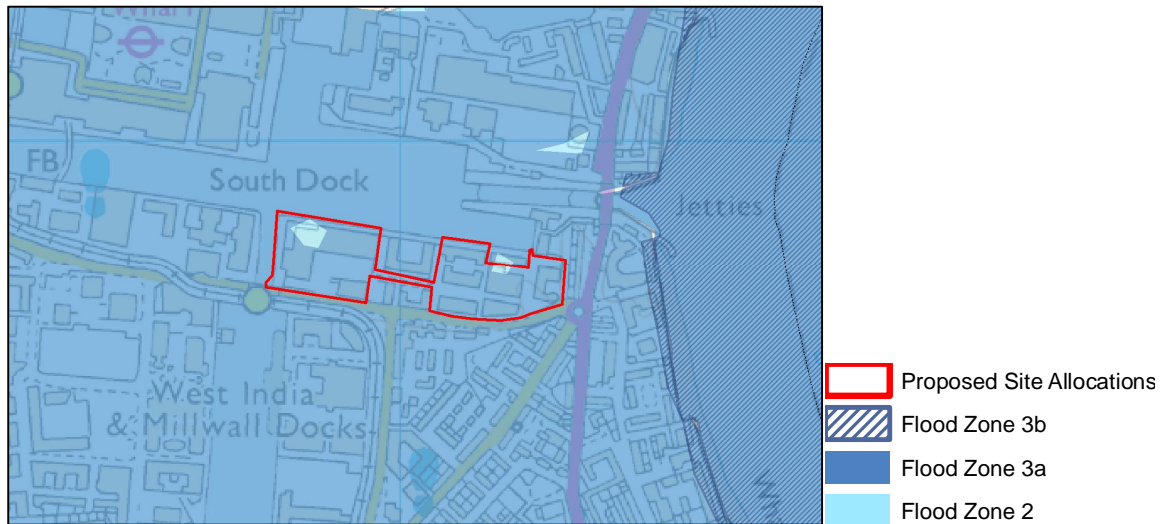 Wharf
FB
South Dock
Jetties
West India
& Millwall Docks
Proposed Site Allocations
Flood Zone 3b
Flood Zone 3a
Flood Zone 2